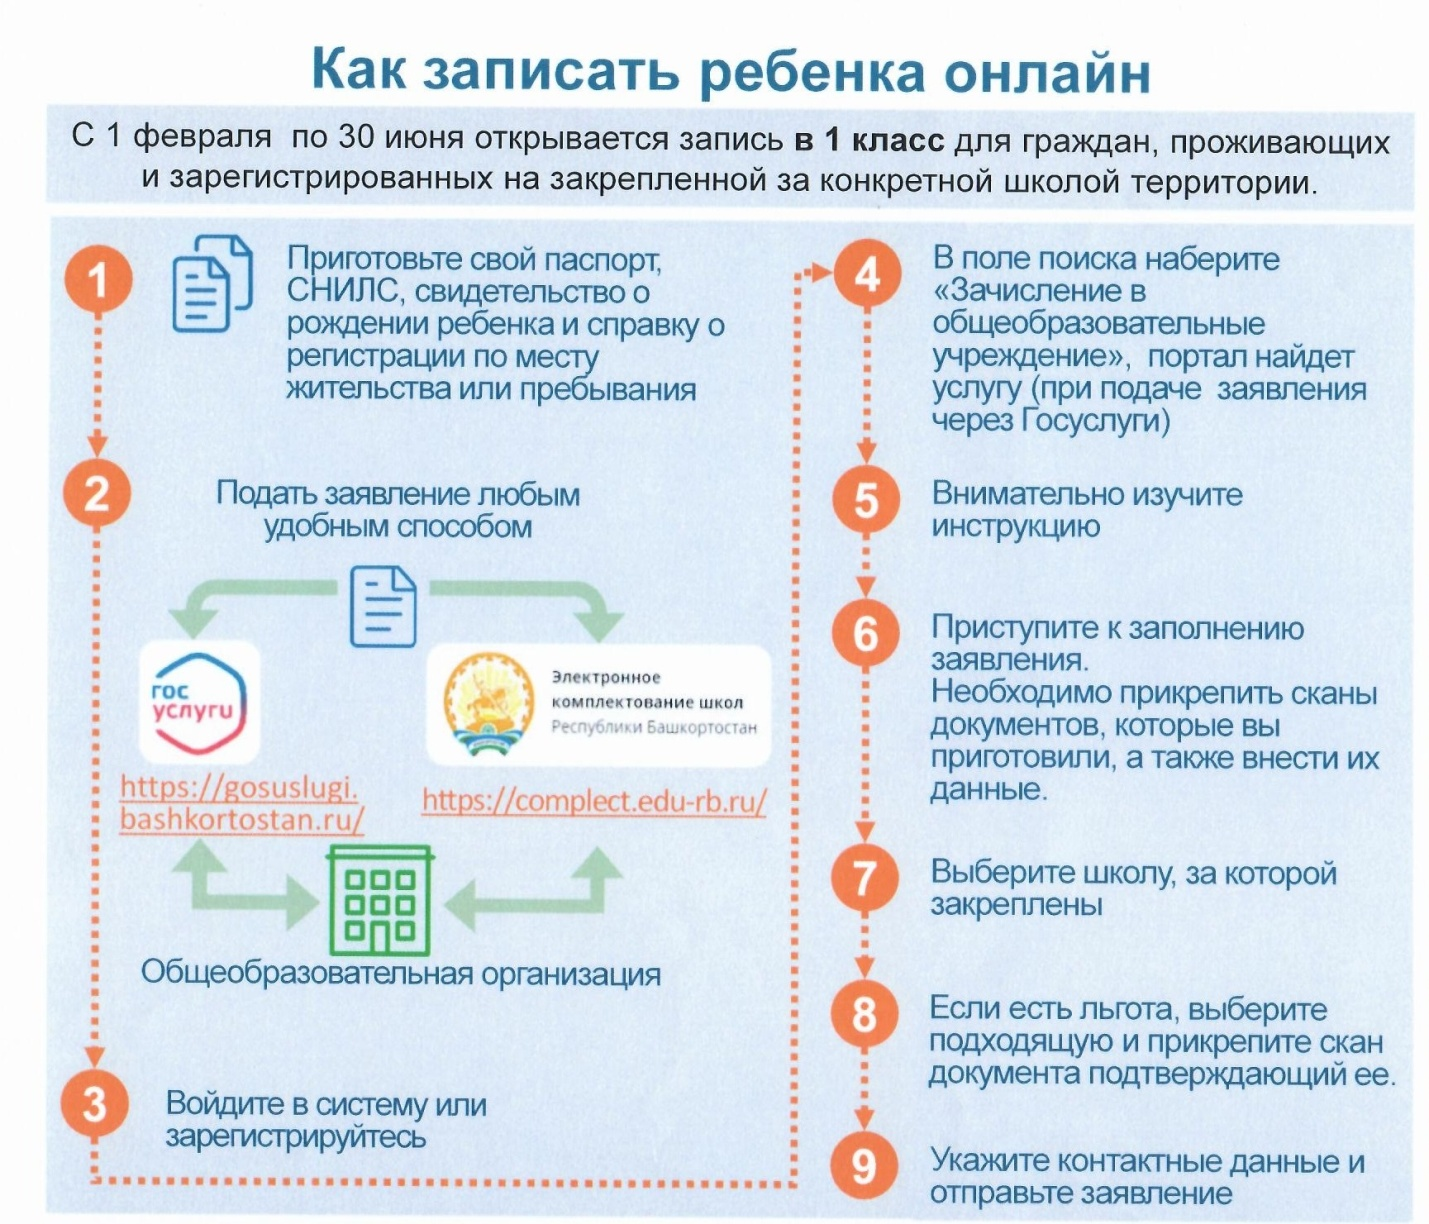 Как записать ребенка онлайн
С 1 февраля по 30 июня открывается запись в 1 класс для граждан, проживающих
и зарегистрированных на закрепленной за конкретной школой территории.
1
Приготовьте свой паспорт,
СНИЛС, свидетельство о
рождении ребенка и справку о
регистрации по месту
жительства или пребывания
2
Подать заявление любым
удобным способом
гос
услуги
Электронное
комплектование школ
Республики Башкортостан
https://gosuslugi.
bashkortostan.ru/
https://complect.edu-rb.ru/
Общеобразовательная организация
3
Войдите в систему или
зарегистрируйтесь
4
В поле поиска наберите
«Зачисление в
общеобразовательные
учреждение», портал найдет
услугу (при подаче заявления
через Госуслуги)
5
Внимательно изучите
инструкцию
6
Приступите к заполнению
заявления.
Необходимо прикрепить сканы
документов, которые вы
приготовили, а также внести их
данные.
7
Выберите школу, за которой
закреплены
8
Если есть льгота, выберите
подходящую и прикрепите скан
документа подтверждающий ее.
9
Укажите контактные данные и
отправьте заявление